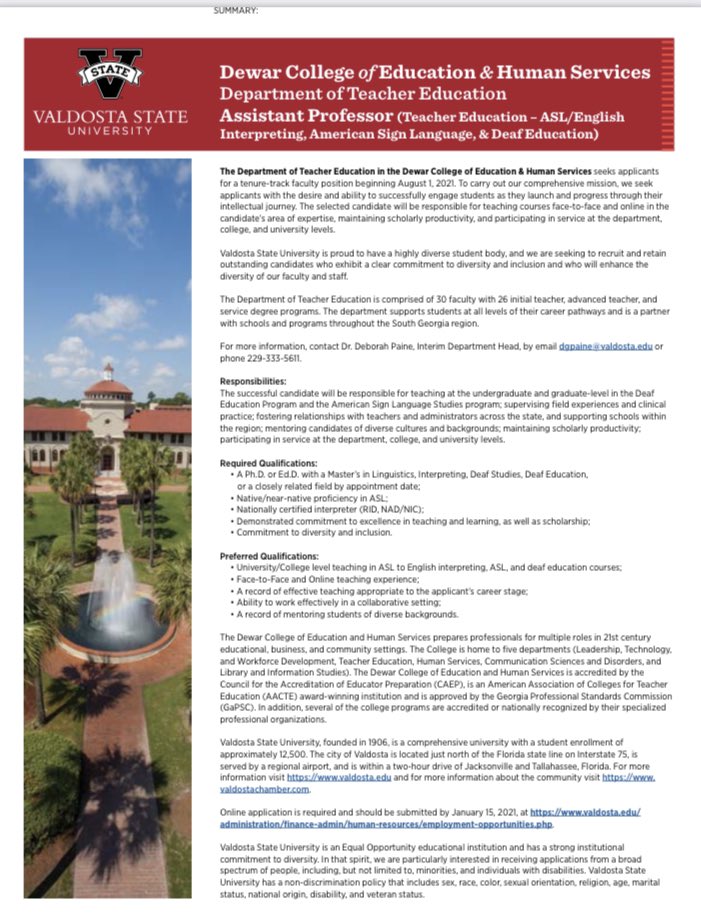 SUMMARY:
STATE
VALDOSTA STATE
UNIVERSITY
Dewar College of Education & Human Services
Department of Teacher Education
Assistant Professor (Teacher Education – ASL/English
Interpreting, American Sign Language, & Deaf Education)
The Department of Teacher Education in the Dewar College of Education & Human Services seeks applicants
for a tenure-track faculty position beginning August 1, 2021. To carry out our comprehensive mission, we seek
applicants with the desire and ability to successfully engage students as they launch and progress through their
intellectual journey. The selected candidate will be responsible for teaching courses face-to-face and online in the
candidate's area of expertise, maintaining scholarly productivity, and participating in service at the department,
college, and university levels.
Valdosta State University is proud to have a highly diverse student body, and we are seeking to recruit and retain
outstanding candidates who exhibit a clear commitment to diversity and inclusion and who will enhance the
diversity of our faculty and staff.
The Department of Teacher Education is comprised of 30 faculty with 26 initial teacher, advanced teacher, and
service degree programs. The department supports students at all levels of their career pathways and is a partner
with schools and programs throughout the South Georgia region.
For more information, contact Dr. Deborah Paine, Interim Department Head, by email dgpaine@valdosta.edu or
phone 229-333-5611.
Responsibilities:
The successful candidate will be responsible for teaching at the undergraduate and graduate-level in the Deaf
Education Program and the American Sign Language Studies program; supervising field experiences and clinical
practice; fostering relationships with teachers and administrators across the state, and supporting schools within
the region; mentoring candidates of diverse cultures and backgrounds; maintaining scholarly productivity;
participating in service at the department, college, and university levels.
Required Qualifications:
• A Ph.D. or Ed.D. with a Master's in Linguistics, Interpreting, Deaf Studies, Deaf Education,
or a closely related field by appointment date;
• Native/near-native proficiency in ASL;
• Nationally certified interpreter (RID, NAD/NIC);
• Demonstrated commitment to excellence in teaching and learning, as well as scholarship;
• Commitment to diversity and inclusion.
Preferred Qualifications:
• University/College level teaching in ASL to English interpreting, ASL, and deaf education courses;
• Face-to-Face and Online teaching experience;
• A record of effective teaching appropriate to the applicant's career stage;
• Ability to work effectively in a collaborative setting;
• A record of mentoring students of diverse backgrounds.
The Dewar College of Education and Human Services prepares professionals for multiple roles in 21st century
educational, business, and community settings. The College is home to five departments (Leadership, Technology,
and Workforce Development, Teacher Education, Human Services, Communication Sciences and Disorders, and
Library and Information Studies). The Dewar College of Education and Human Services is accredited by the
Council for the Accreditation of Educator Preparation (CAEP), is an American Association of Colleges for Teacher
Education (AACTE) award-winning institution and is approved by the Georgia Professional Standards Commission
(GaPSC). In addition, several of the college programs are accredited or nationally recognized by their specialized
professional organizations.
Valdosta State University, founded in 1906, is a comprehensive university with a student enrollment of
approximately 12,500. The city of Valdosta is located just north of the Florida state line on Interstate 75, is
served by a regional airport, and is within a two-hour drive of Jacksonville and Tallahassee, Florida. For more
information visit https://www.valdosta.edu and for more information about the community visit https://www.
valdostachamber.com.
Online application is required and should be submitted by January 15, 2021, at https://www.valdosta.edu/
administration/finance-admin/human-resources/employment-opportunities.php.
Valdosta State University is an Equal Opportunity educational institution and has a strong institutional
commitment to diversity. In that spirit, we are particularly interested in receiving applications from a broad
spectrum of people, including, but not limited to, minorities, and individuals with disabilities. Valdosta State
University has a non-discrimination policy that includes sex, race, color, sexual orientation, religion, age, marital
status, national origin, disability, and veteran status.